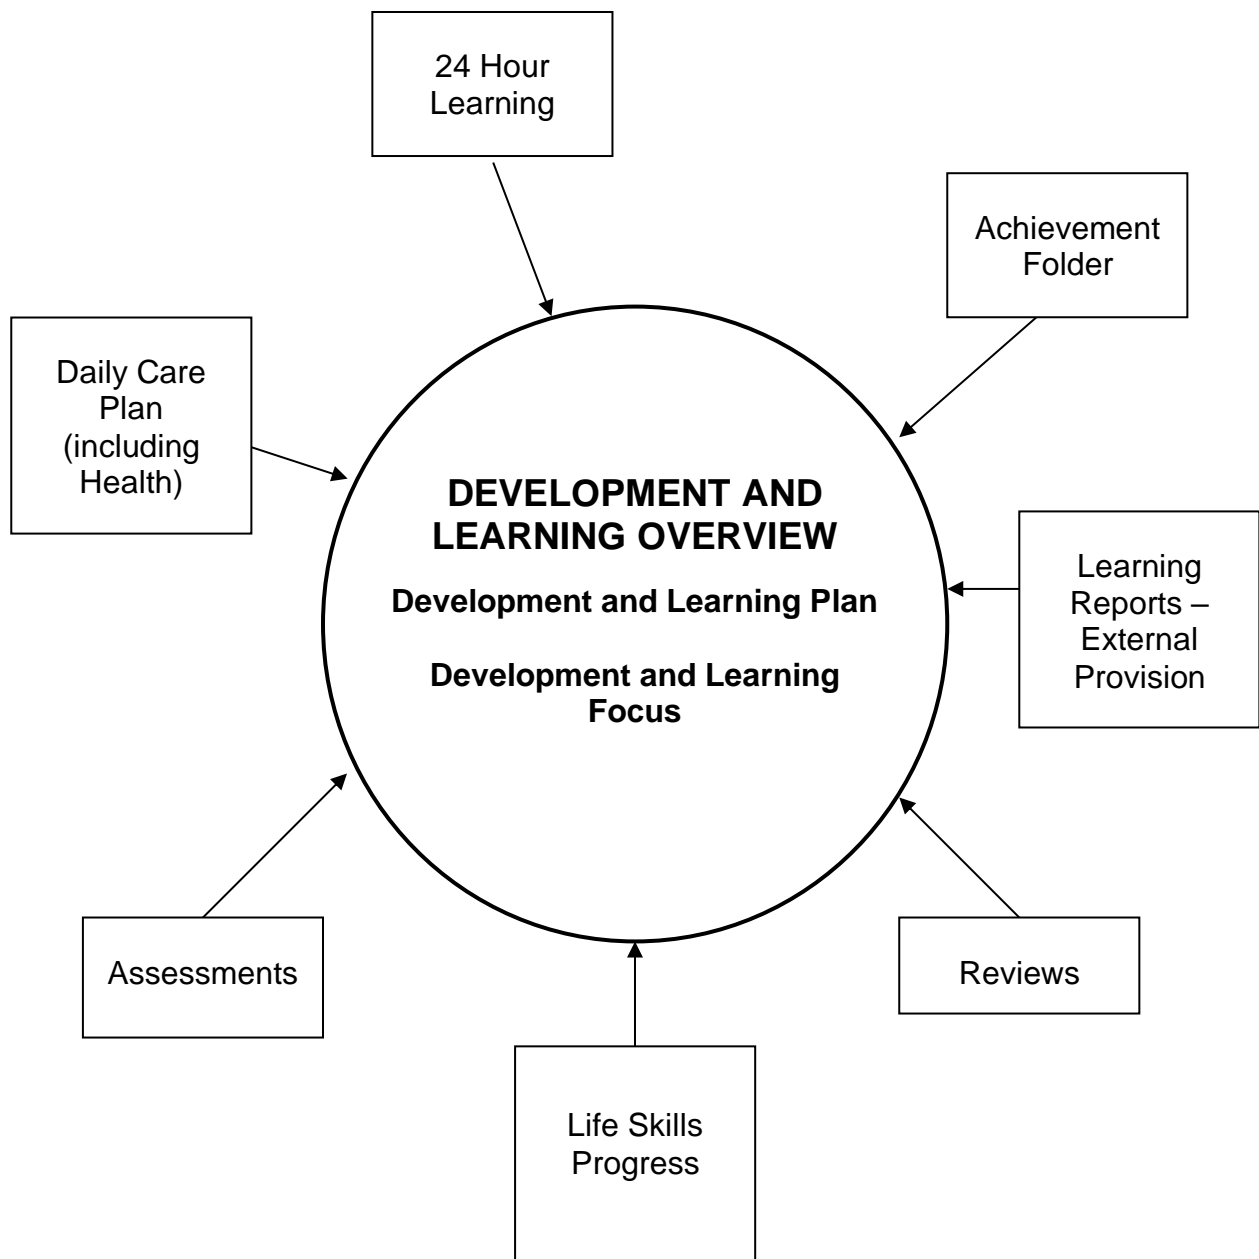 24 Hour
Learning
Achievement
Folder
Daily Care
Plan
(including
Health)
DEVELOPMENT AND
LEARNING OVERVIEW
Development and Learning Plan
Development and Learning
Focus
Learning
Reports –
External
Provision
Assessments
Reviews
Life Skills
Progress